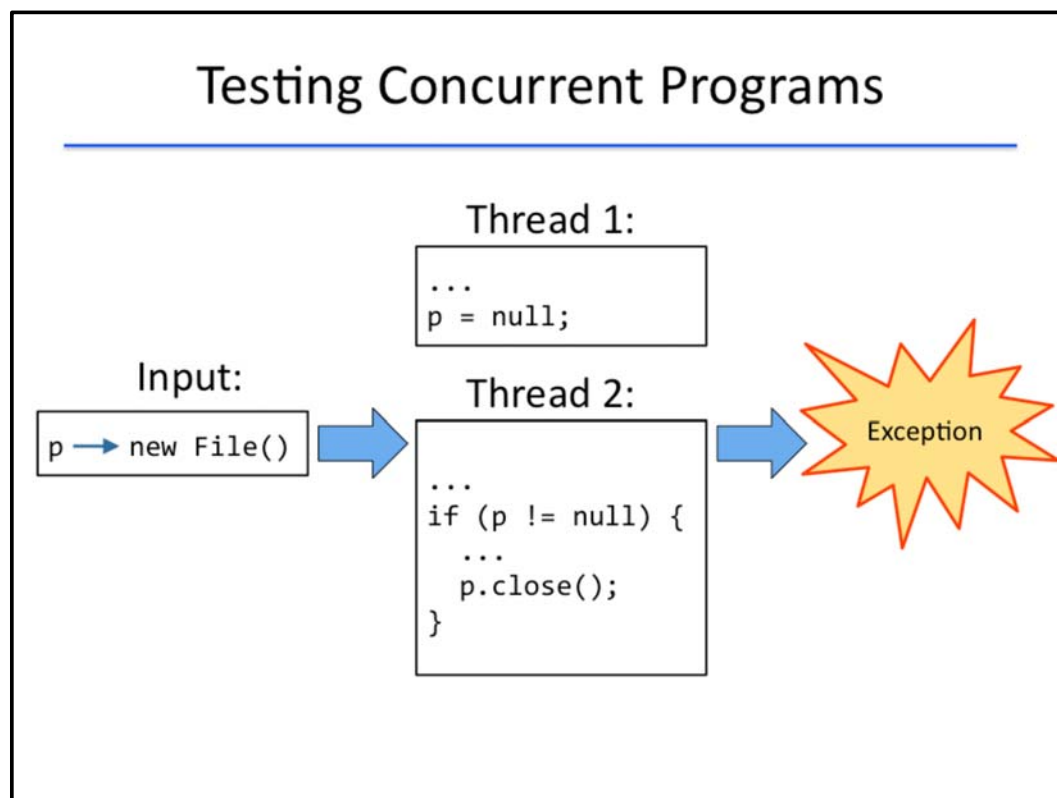 Testing Concurrent Programs
Thread 1:
...
p = null;
Input:
p → new File()
Thread 2:
...
if (p != null) {
  ...
  p.close();
}
Exception